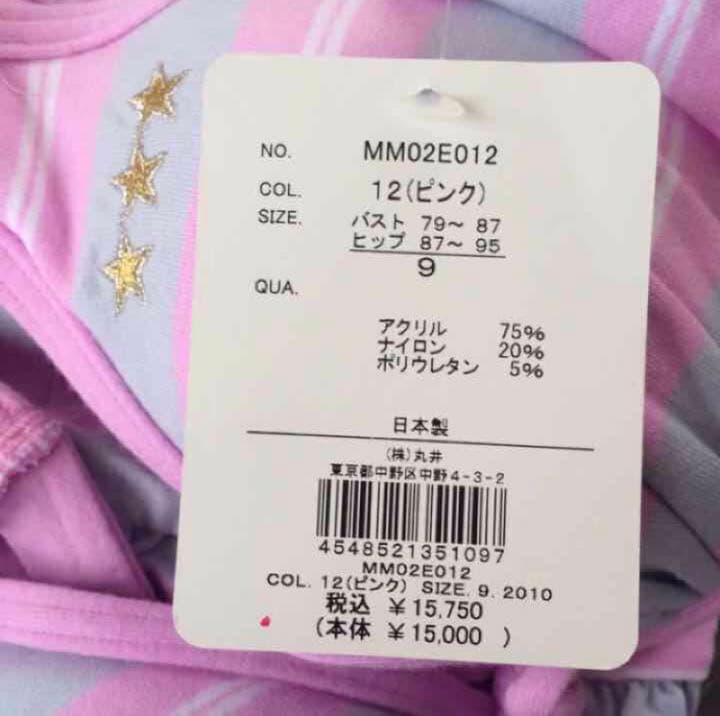 NO. MM02E012
COL. 12(ピンク)
SIZE. バスト 79～ 87
ヒップ 87～ 95
9
QUA.
アクリル 75%
ナイロン 20%
ポリウレタン 5%
日本製
(株)丸井
東京都中野区中野4-3-2
4548521351097
MM02E012
COL. 12(ピンク) SIZE. 9. 2010
税込 ￥15,750
(本体 ￥15,000 )